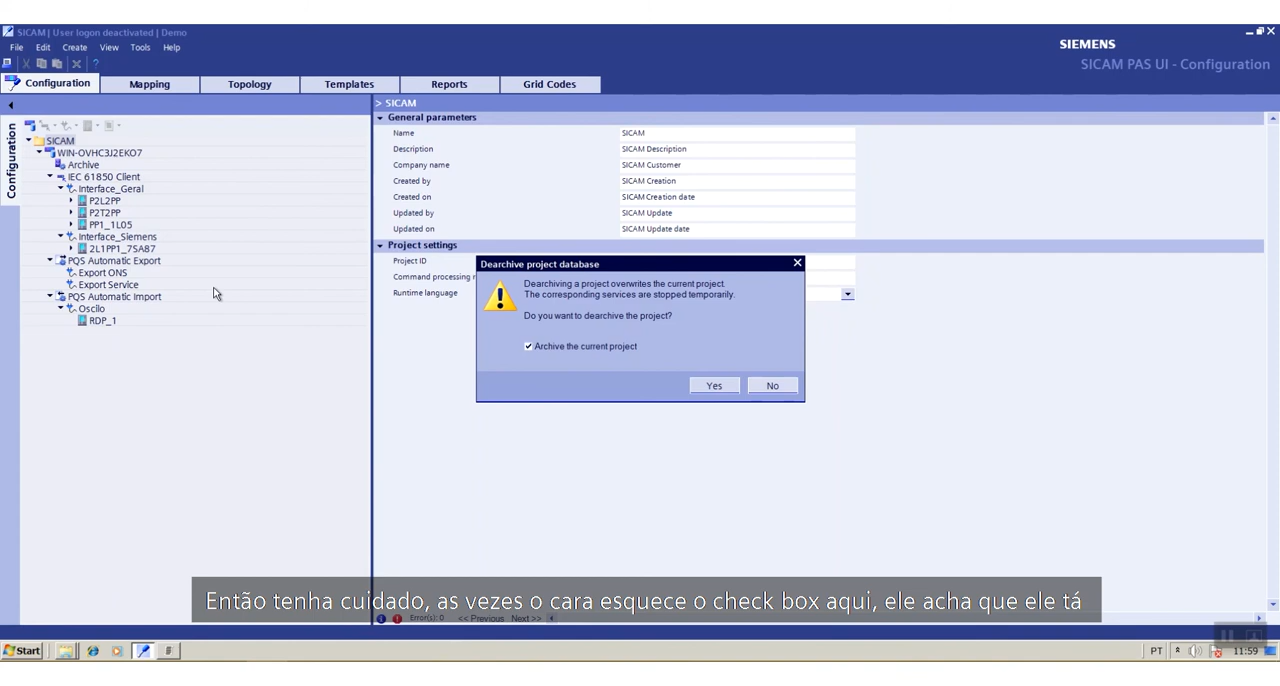 SICAM | User logon deactivated | Demo
File Edit Create View Tools Help
SIEMENS
SICAM PAS UI - Configuration
Configuration Mapping Topology Templates Reports Grid Codes
Configuration
SICAM
WIN-OVHC3J2EKO7
Archive
IEC 61850 Client
Interface_Geral
P2L2PP
P2T2PP
PP1_1L05
Interface_Siemens
2L1PP1_7SA87
PQS Automatic Export
Export ONS
Export Service
PQS Automatic Import
Oscilo
RDP_1
> SICAM
General parameters
Name SICAM
Description SICAM Description
Company name SICAM Customer
Created by SICAM Creation
Created on SICAM Creation date
Updated by SICAM Update
Updated on SICAM Update date
Project settings
Project ID
Command processing r
Runtime language
Dearchive project database
Dearchiving a project overwrites the current project.
The corresponding services are stopped temporarily.
Do you want to dearchive the project?
Archive the current project
Yes No
Então tenha cuidado, as vezes o cara esquece o check box aqui, ele acha que ele tá
Error(s): 0 << Previous Next >>
Start PT 11:59